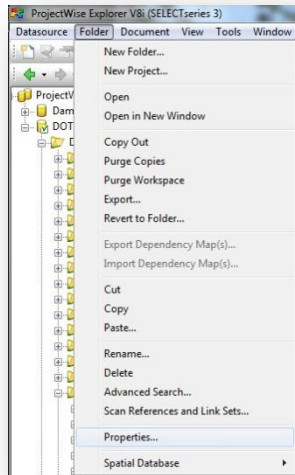 ProjectWise Explorer V8i (SELECTseries 3)
Datasource Folder Document View Tools Window
New Folder...
New Project...
Open
Open in New Window
Copy Out
Purge Copies
Purge Workspace
Export...
Revert to Folder...
Export Dependency Map(s)...
Import Dependency Map(s)...
Cut
Copy
Paste...
Rename...
Delete
Advanced Search...
Scan References and Link Sets...
Properties...
Spatial Database
ProjectW
Dam
DOT